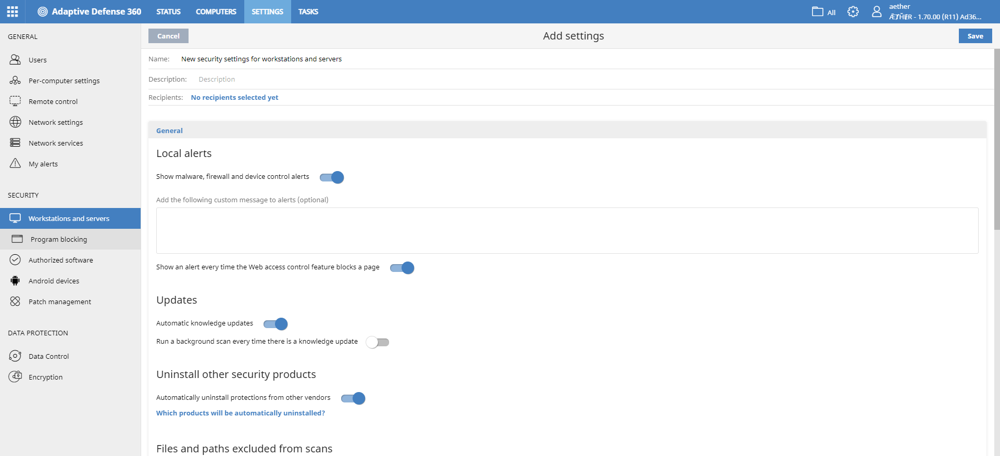 Adaptive Defense 360 STATUS COMPUTERS SETTINGS TASKS
All
aether
- 1.70.00 (R11) Ad36...
GENERAL
Users
Per-computer settings
Remote control
Network settings
Network services
My alerts
SECURITY
Workstations and servers
Program blocking
Authorized software
Android devices
Patch management
DATA PROTECTION
Data Control
Encryption
Cancel Add settings Save
Name: New security settings for workstations and servers
Description: Description
Recipients: No recipients selected yet
General
Local alerts
Show malware, firewall and device control alerts
Add the following custom message to alerts (optional)
Show an alert every time the Web access control feature blocks a page
Updates
Automatic knowledge updates
Run a background scan every time there is a knowledge update
Uninstall other security products
Automatically uninstall protections from other vendors
Which products will be automatically uninstalled?
Files and paths excluded from scans